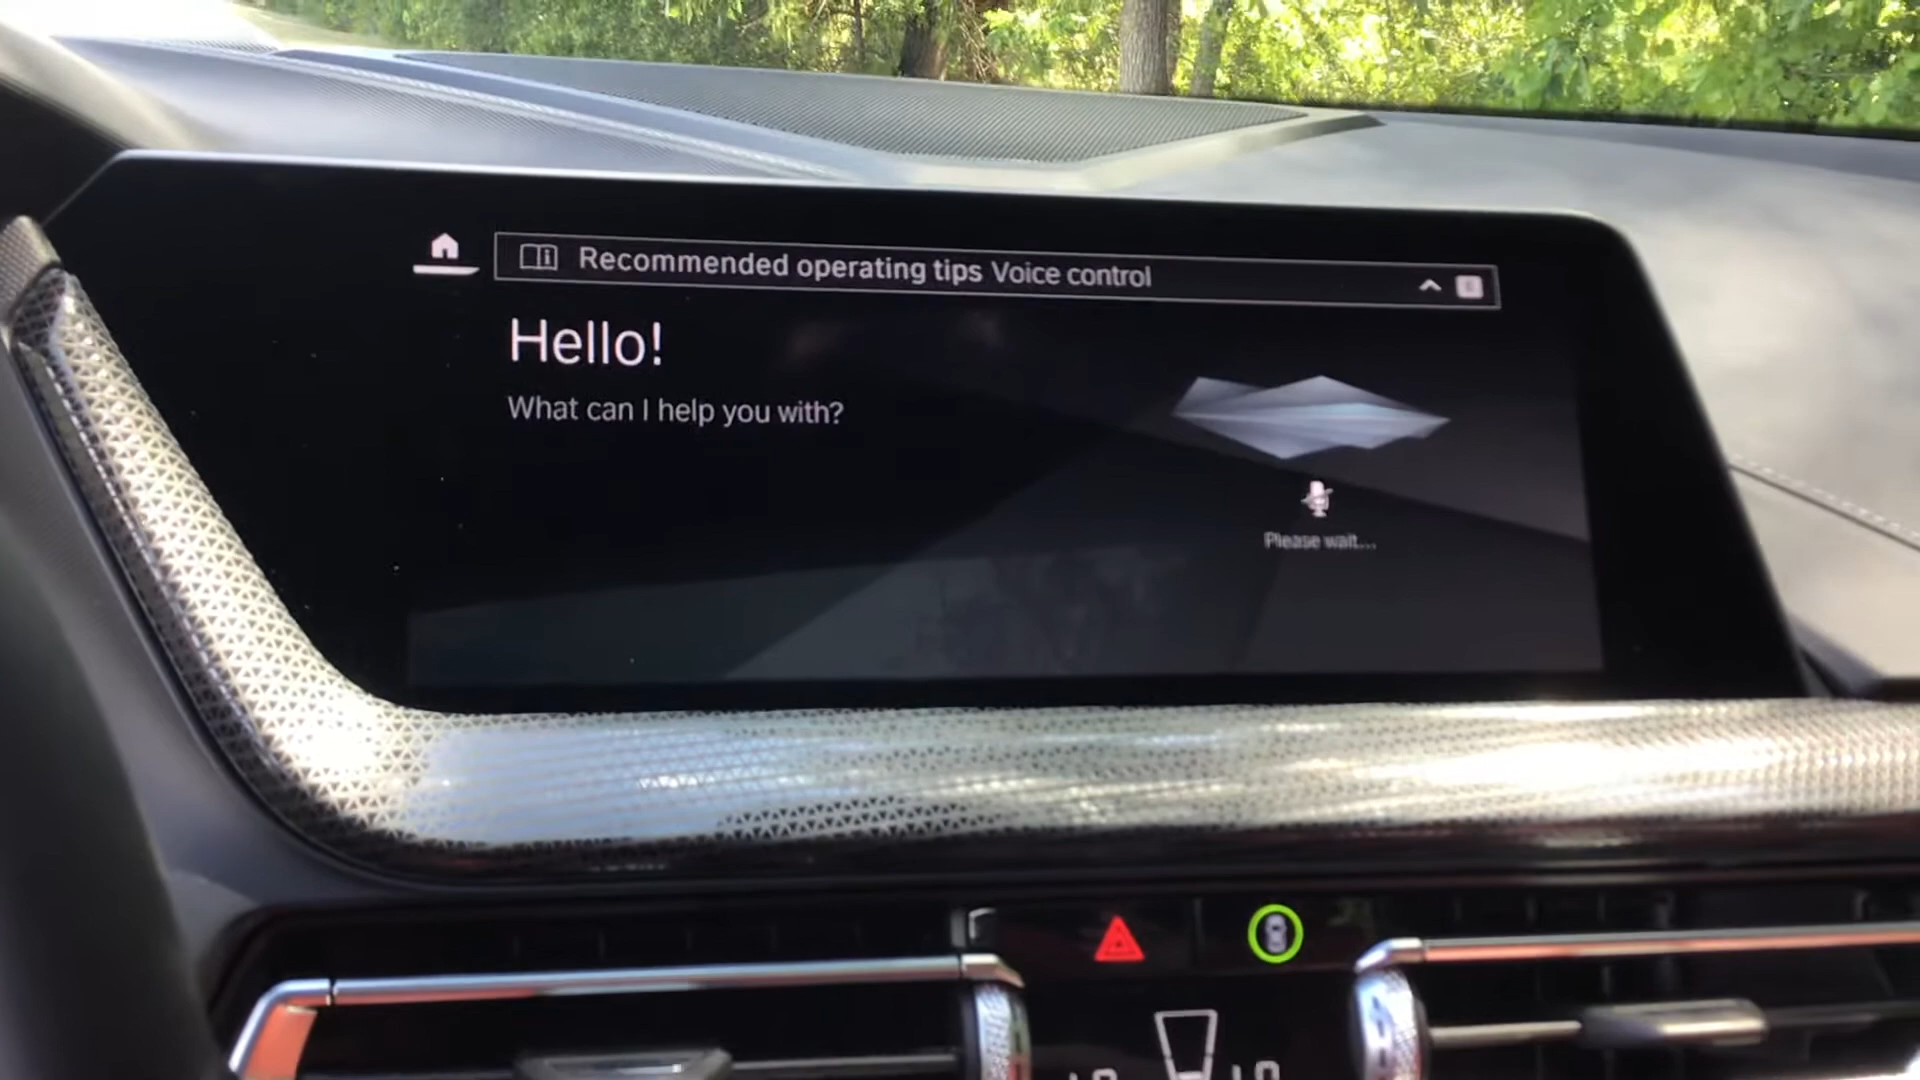 Recommended operating tips Voice control
Hello!
What can I help you with?
Please wait...